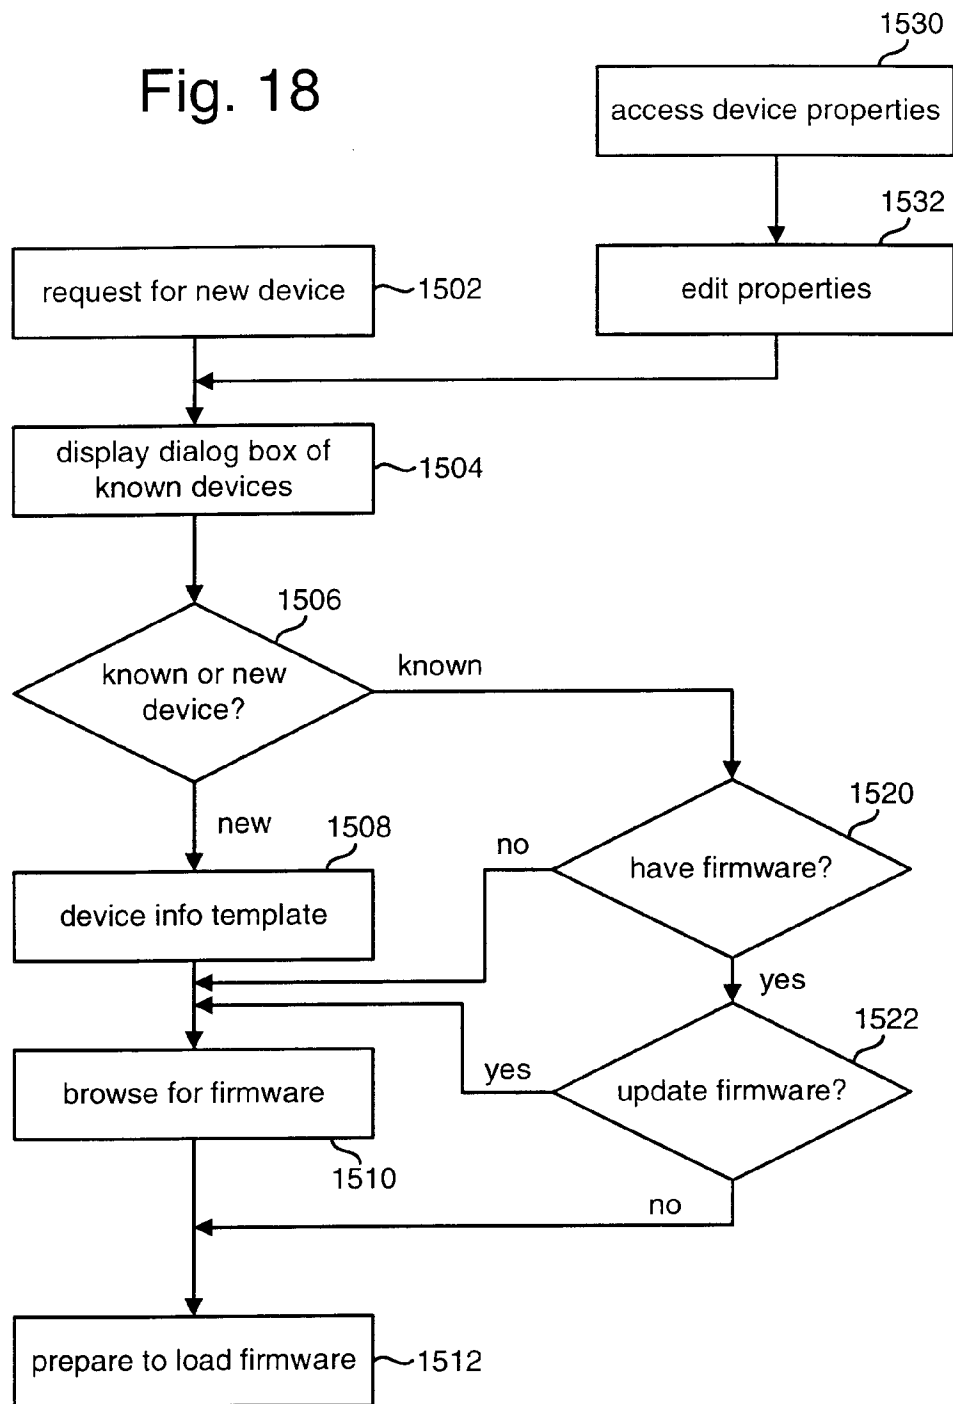 Fig. 18
1530
access device properties
1532
edit properties
request for new device
1502
display dialog box of
known devices
1504
1506
known or new
device?
known
new
1508
device info template
1520
have firmware?
no
yes
1522
update firmware?
yes
no
browse for firmware
1510
prepare to load firmware
1512